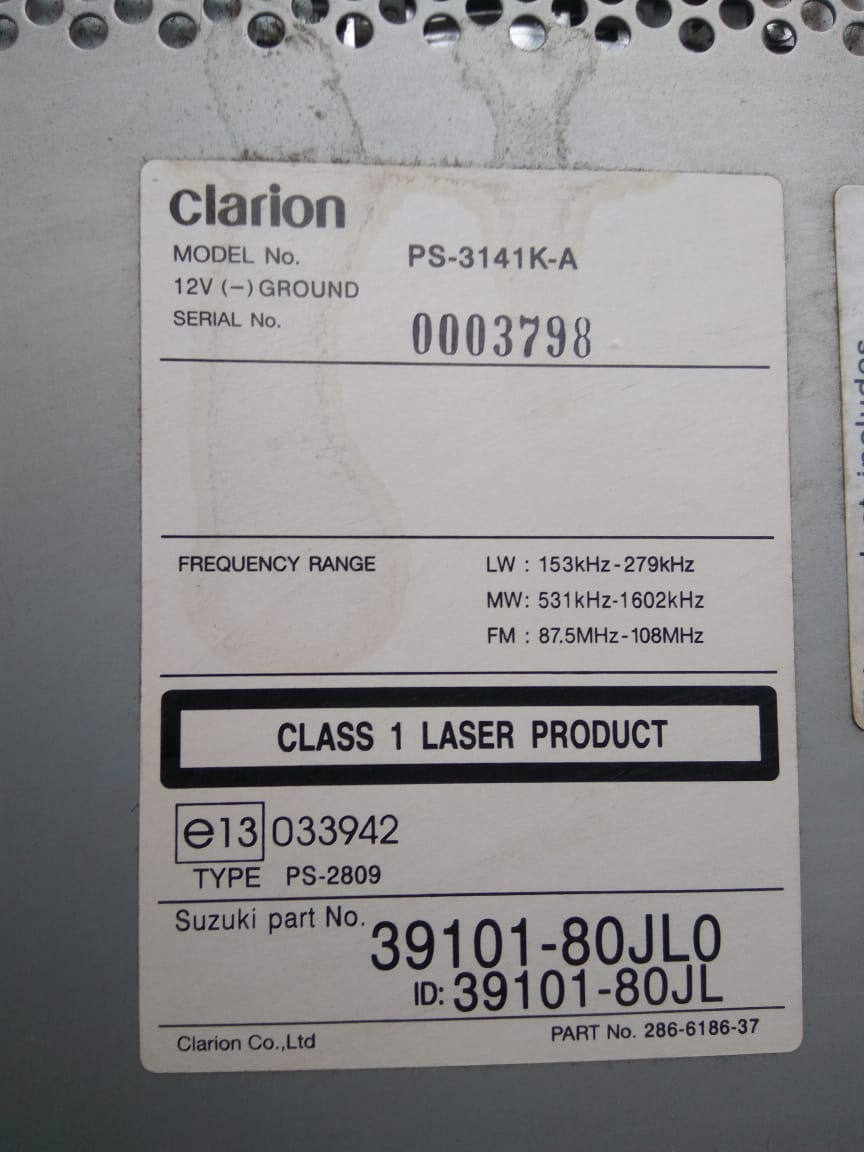 Clarion
MODEL No. PS-3141K-A
12V (-) GROUND
SERIAL No. 0003798
FREQUENCY RANGE LW : 153kHz-279kHz
MW: 531kHz-1602kHz
FM : 87.5MHz-108MHz
CLASS 1 LASER PRODUCT
e13 033942
TYPE PS-2809
Suzuki part No. 39101-80JL0
ID: 39101-80JL
Clarion Co.,Ltd PART No. 286-6186-37
includes